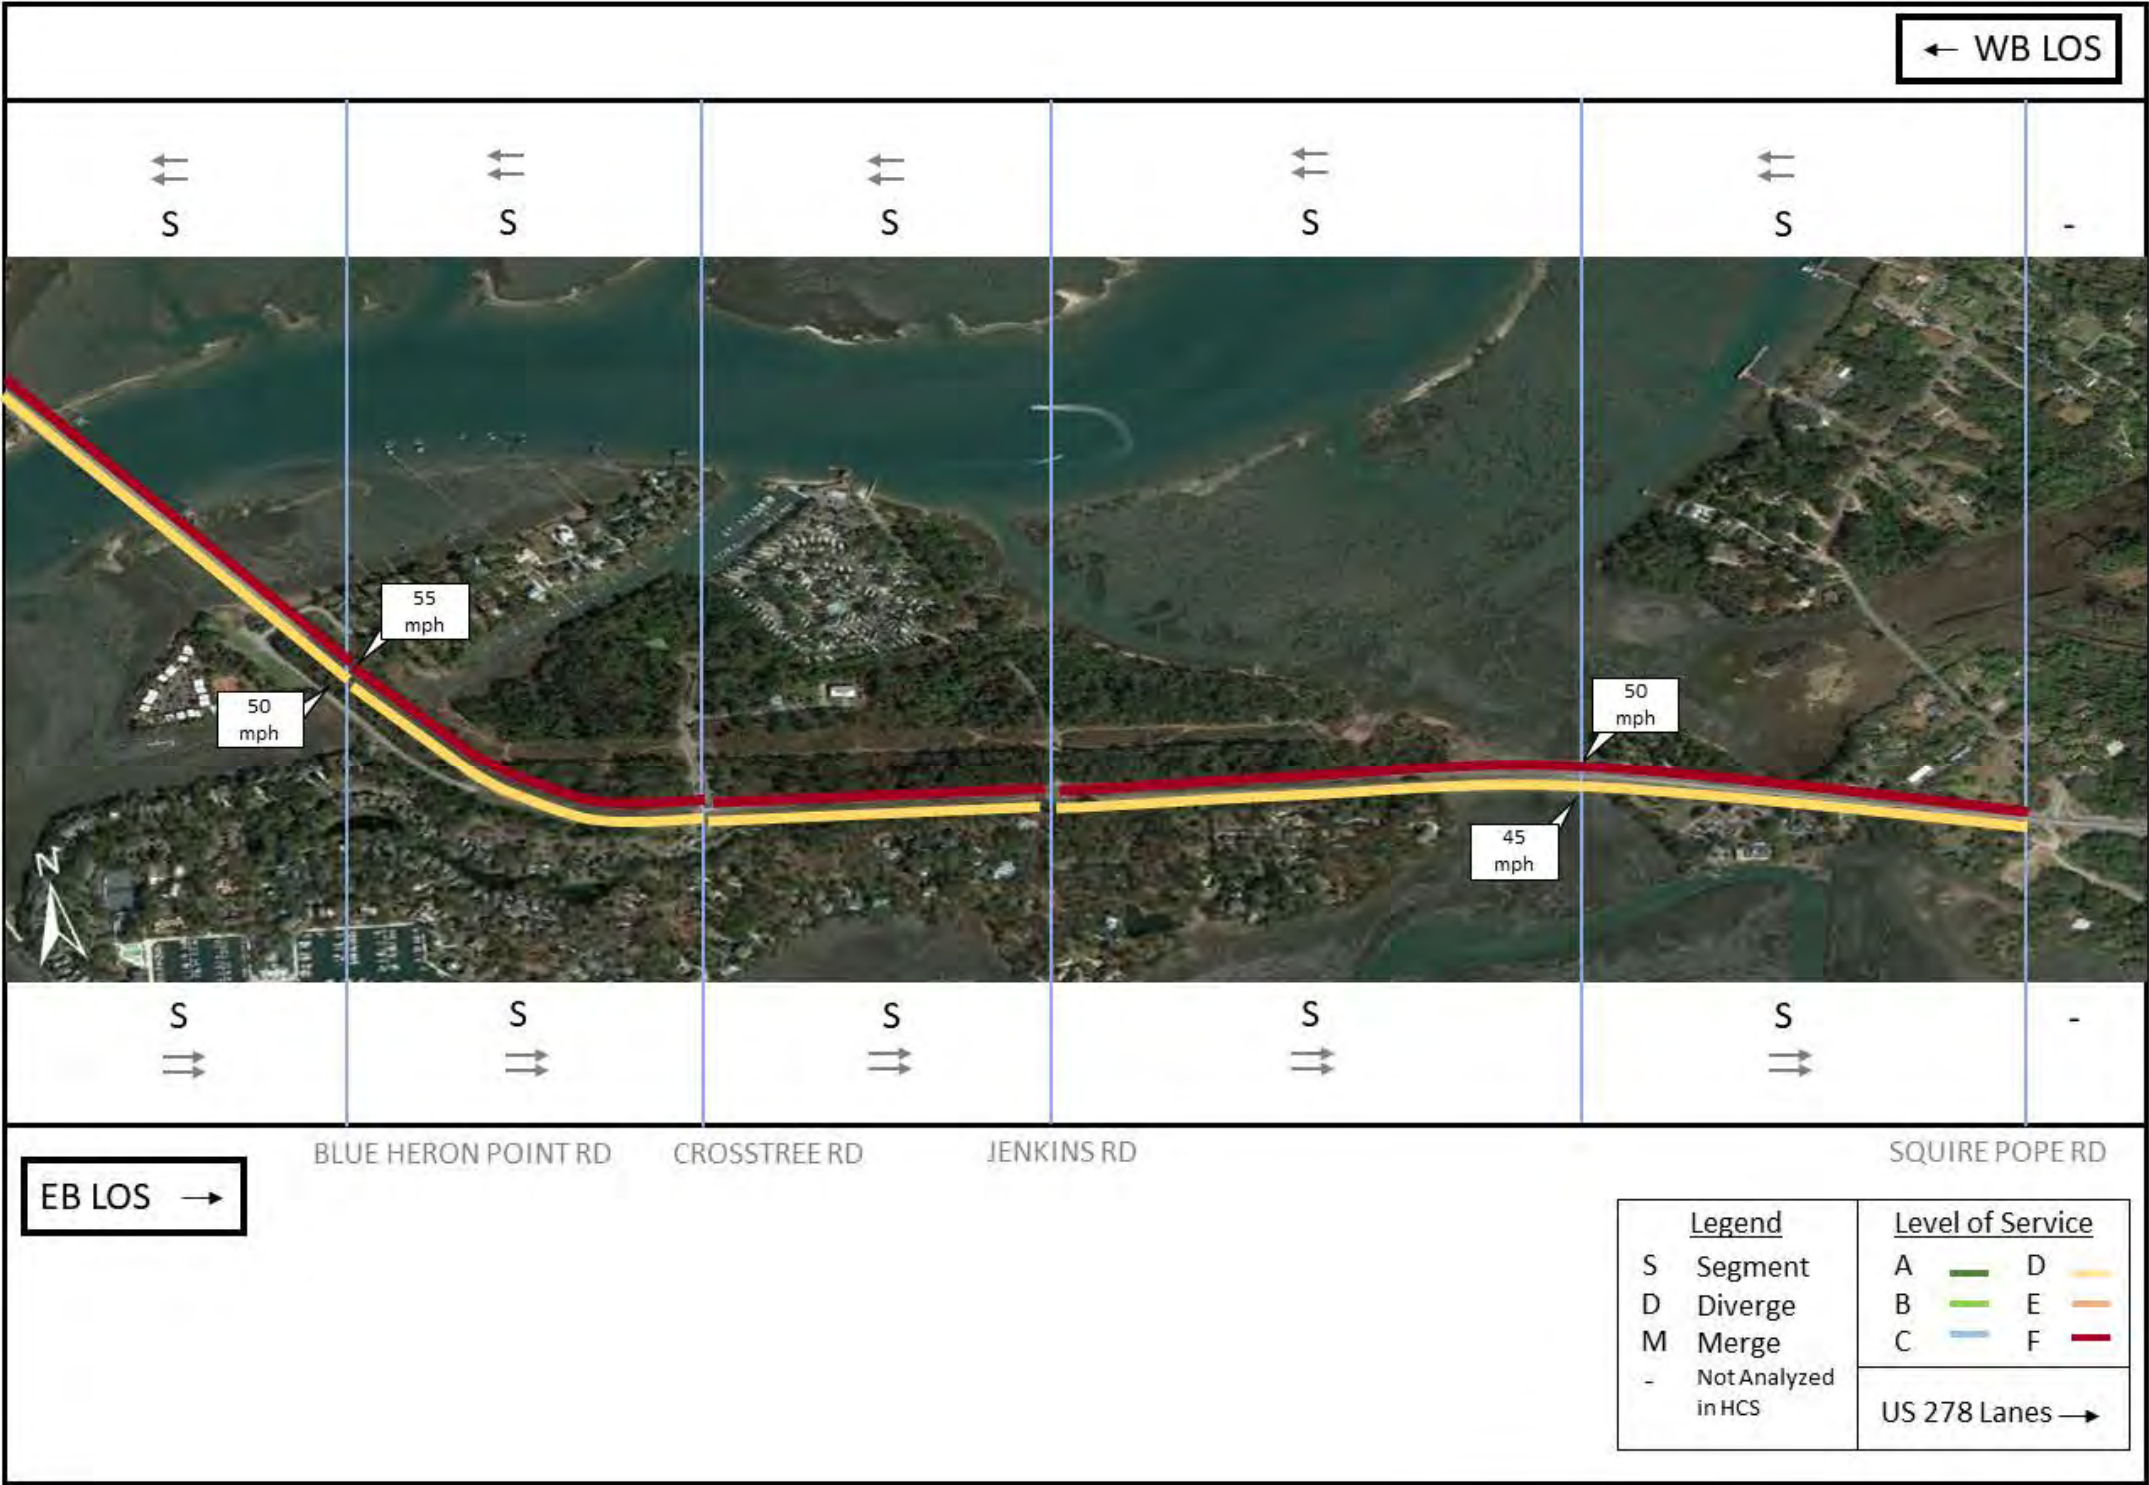 ← WB LOS
S S S S S -
55
mph
50
mph
50
mph
45
mph
N
S S S S S -
BLUE HERON POINT RD CROSSTREE RD JENKINS RD SQUIRE POPE RD
EB LOS →
Legend
S Segment
D Diverge
M Merge
- Not Analyzed
in HCS
Level of Service
A D
B E
C F
US 278 Lanes →